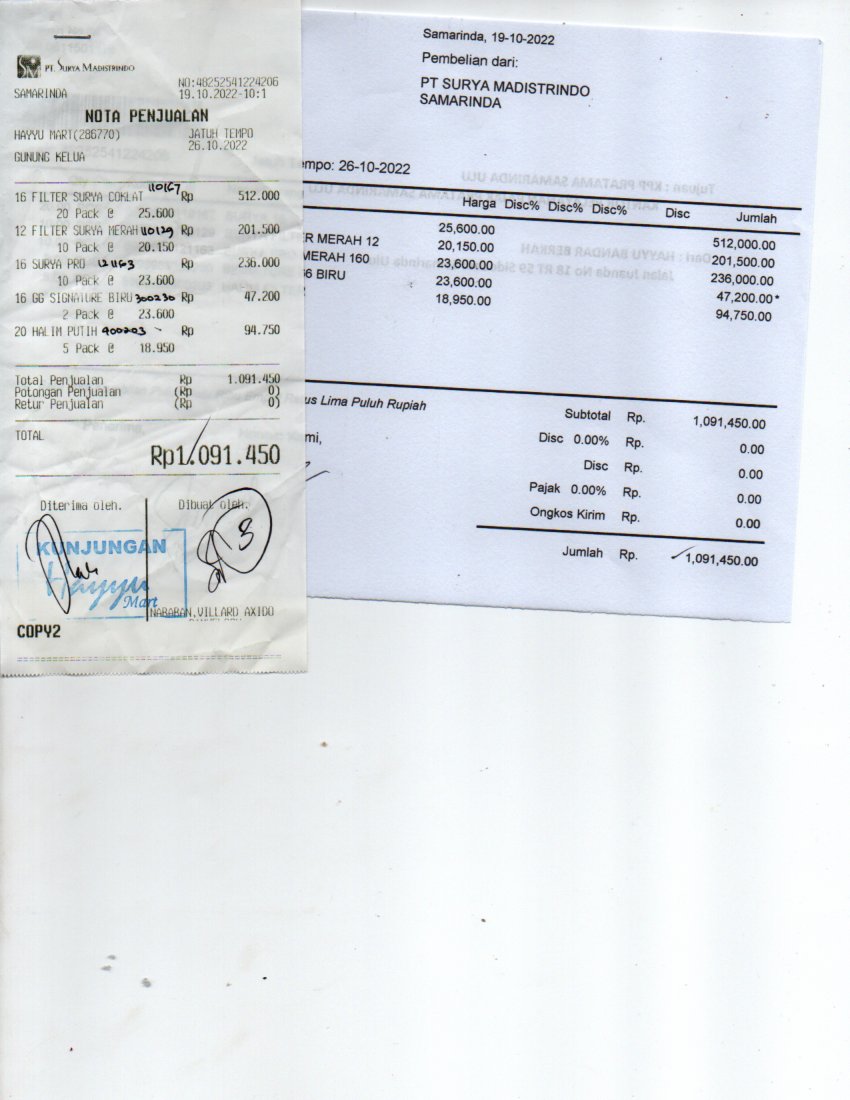 PT. SURYA MADISTRINDO
NO:48252541224206
SAMARINDA 19.10.2022-10:1
NOTA PENJUALAN
HAYYU MART(286770) JATUH TEMPO
26.10.2022
GUNUNG KELUA
110167
16 FILTER SURYA COKLAT Rp 512.000
20 Pack @ 25.600
12 FILTER SURYA MERAH 110129 Rp 201.500
10 Pack @ 20.150
16 SURYA PRO 121163 Rp 236.000
10 Pack @ 23.600
16 GG SIGNATURE BIRU 300230 Rp 47.200
2 Pack @ 23.600
20 HALIM PUTIH 400203 Rp 94.750
5 Pack @ 18.950
Total Penjualan Rp 1.091.450
Potongan Penjualan (Rp 0)
Retur Penjualan (Rp 0)
TOTAL
Rp1.091.450
Diterima oleh. Dibuat oleh.
KUNJUNGAN
Hayyu
Mart
NABABAN,VILLARD AXIDO
COPY2
Samarinda, 19-10-2022
Pembelian dari:
PT SURYA MADISTRINDO
SAMARINDA
empo: 26-10-2022
Harga Disc% Disc% Disc% Disc Jumlah
25,600.00 512,000.00
ER MERAH 12 20,150.00 201,500.00
MERAH 160 23,600.00 236,000.00
6 BIRU 23,600.00 47,200.00*
18,950.00 94,750.00
us Lima Puluh Rupiah
Subtotal Rp. 1,091,450.00
mi, Disc 0.00% Rp. 0.00
Disc Rp. 0.00
Pajak 0.00% Rp. 0.00
Ongkos Kirim Rp. 0.00
Jumlah Rp. 1,091,450.00